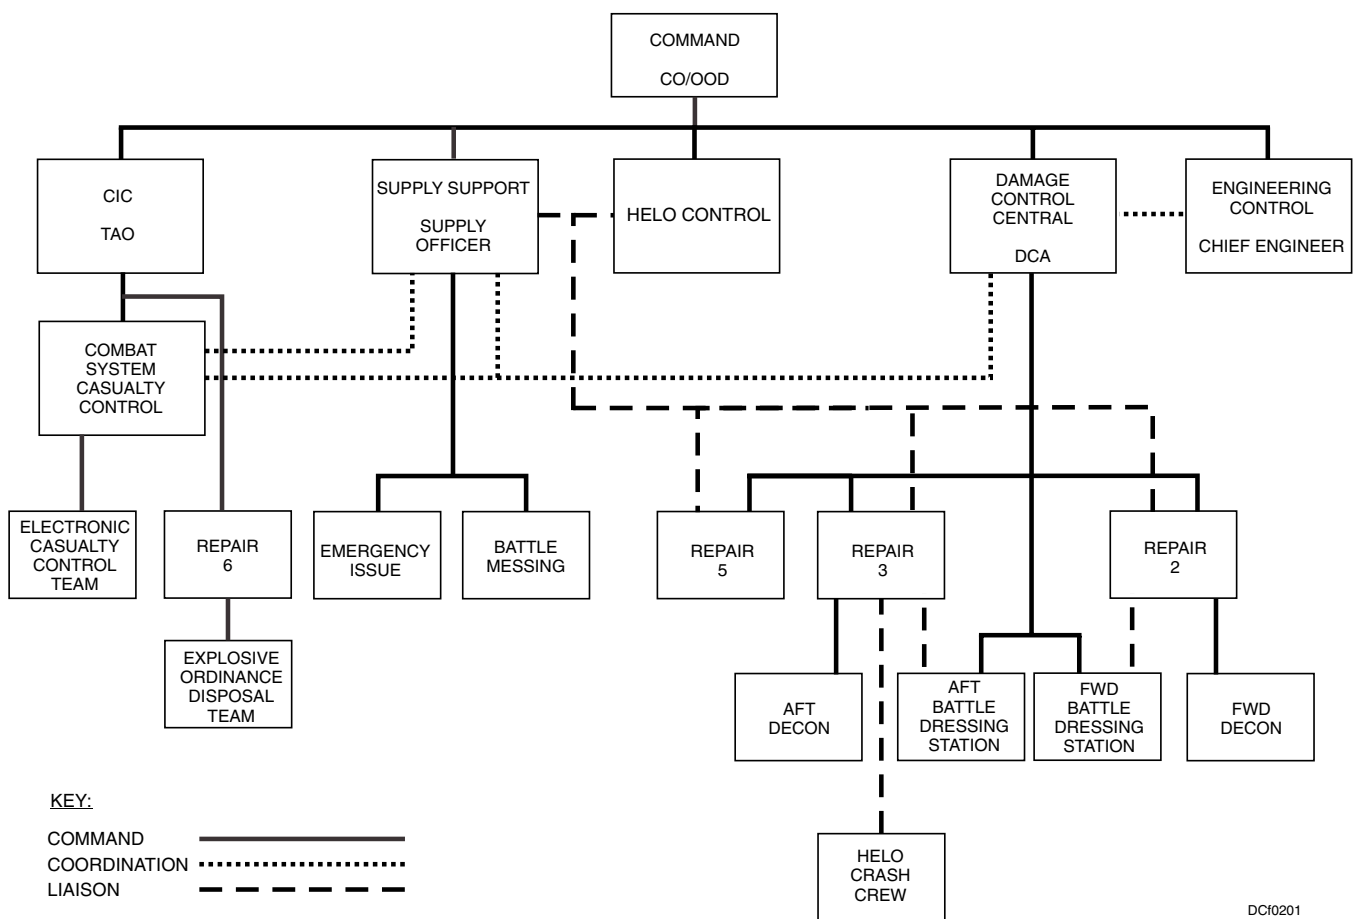 COMMAND
CO/OOD
CIC
TAO
SUPPLY SUPPORT
SUPPLY
OFFICER
HELO CONTROL
DAMAGE
CONTROL
CENTRAL
DCA
ENGINEERING
CONTROL
CHIEF ENGINEER
COMBAT
SYSTEM
CASUALTY
CONTROL
ELECTRONIC
CASUALTY
CONTROL
TEAM
REPAIR
6
EMERGENCY
ISSUE
BATTLE
MESSING
REPAIR
5
REPAIR
3
REPAIR
2
EXPLOSIVE
ORDINANCE
DISPOSAL
TEAM
AFT
DECON
AFT
BATTLE
DRESSING
STATION
FWD
BATTLE
DRESSING
STATION
FWD
DECON
HELO
CRASH
CREW
KEY:
COMMAND
COORDINATION
LIAISON
DCf0201